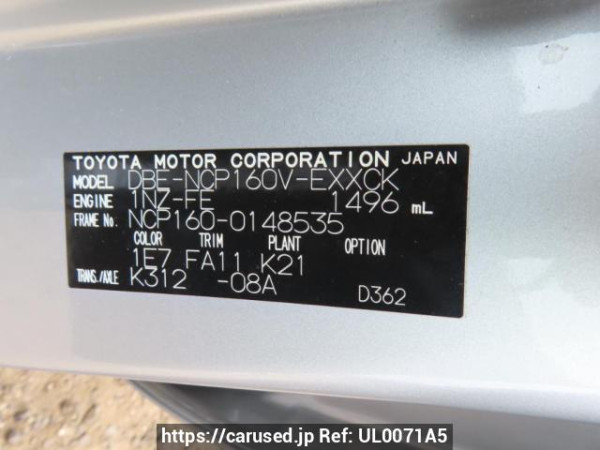 TOYOTA MOTOR CORPORATION JAPAN
MODEL DBE-NCP160V-EXXCK
ENGINE 1NZ-FE 1496 mL
FRAME No. NCP160-0148535
COLOR TRIM PLANT OPTION
1E7 FA11 K21
TRANS./AXLE K312 -08A D362
https://carused.jp Ref: UL0071A5